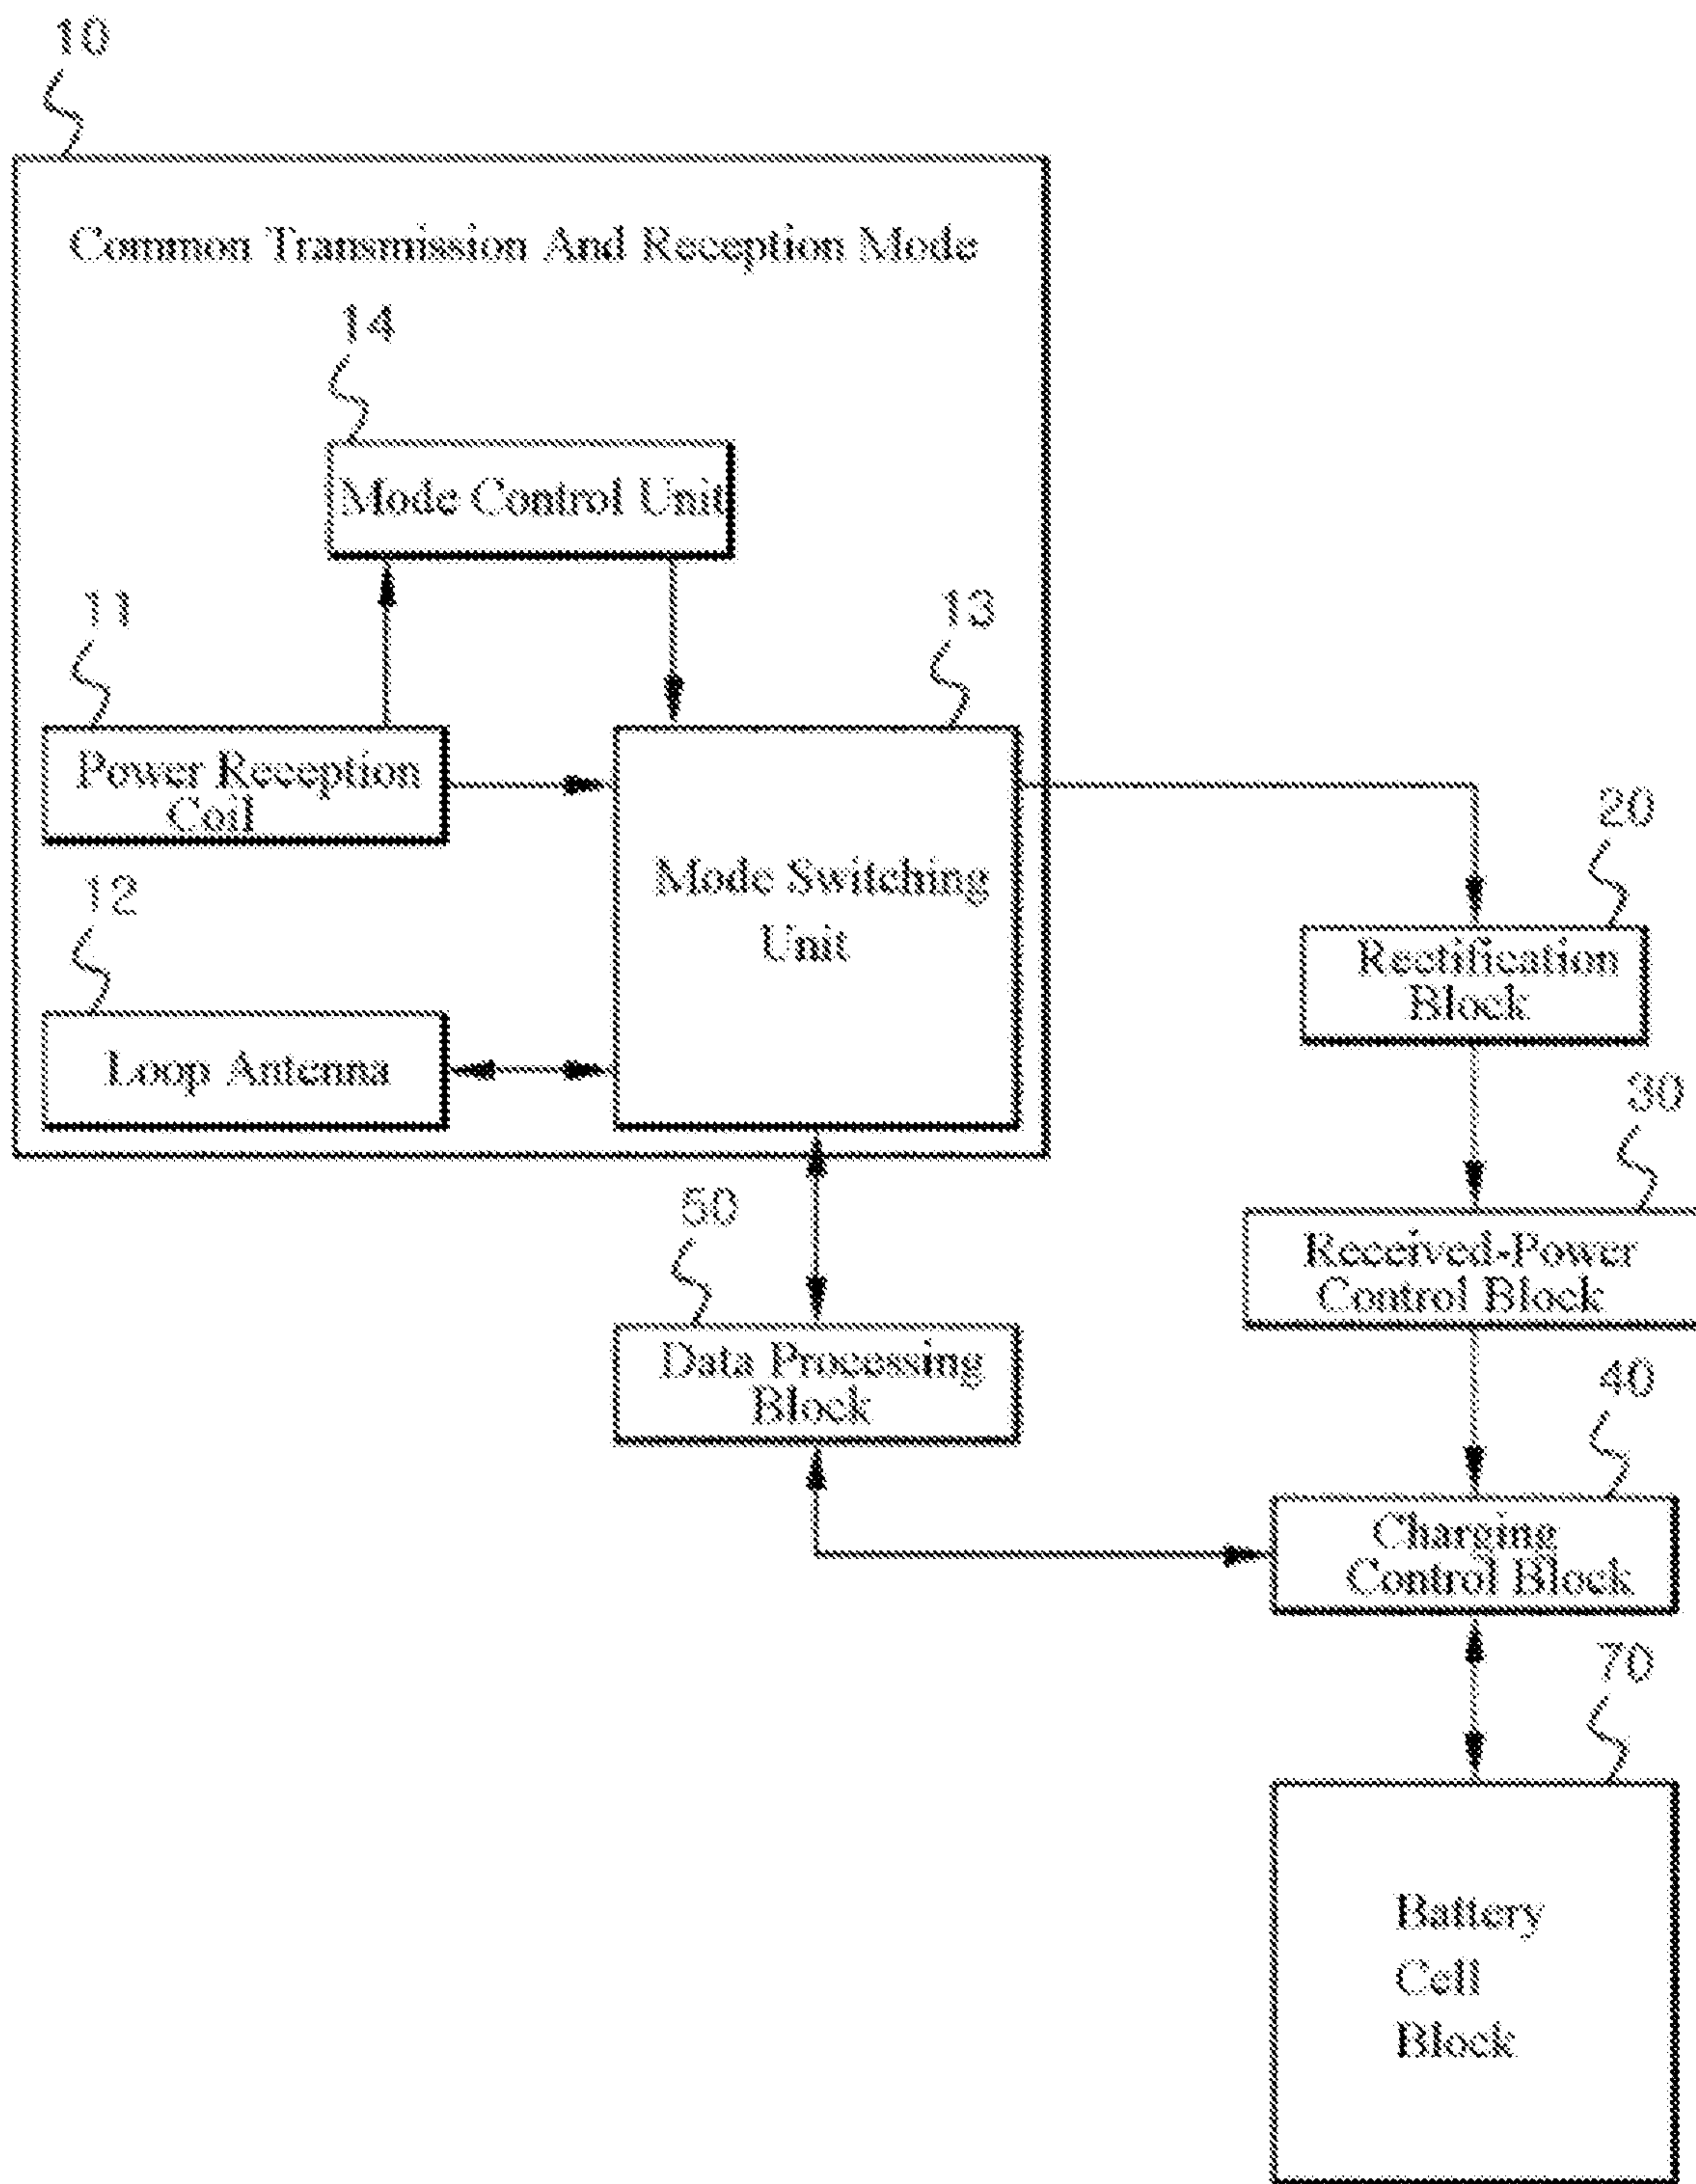 10
Common Transmission And Reception Mode
14
Mode Control Unit
11
13
Power Reception
Coil
20
12
Mode Switching
Unit
Rectification
Block
Loop Antenna
30
50
Received-Power
Control Block
Data Processing
Block
40
Charging
Control Block
70
Battery
Cell
Block